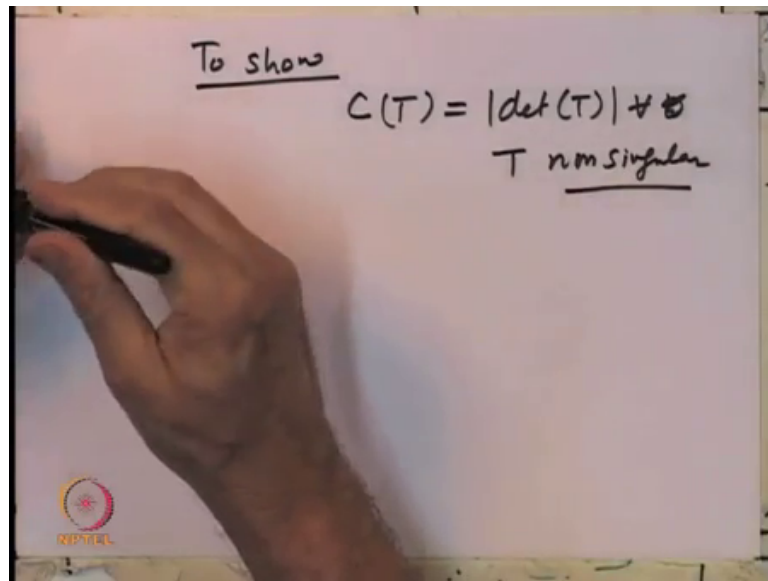 To show
C(T) = |det(T)| ∀
T nonsingular
NPTEL